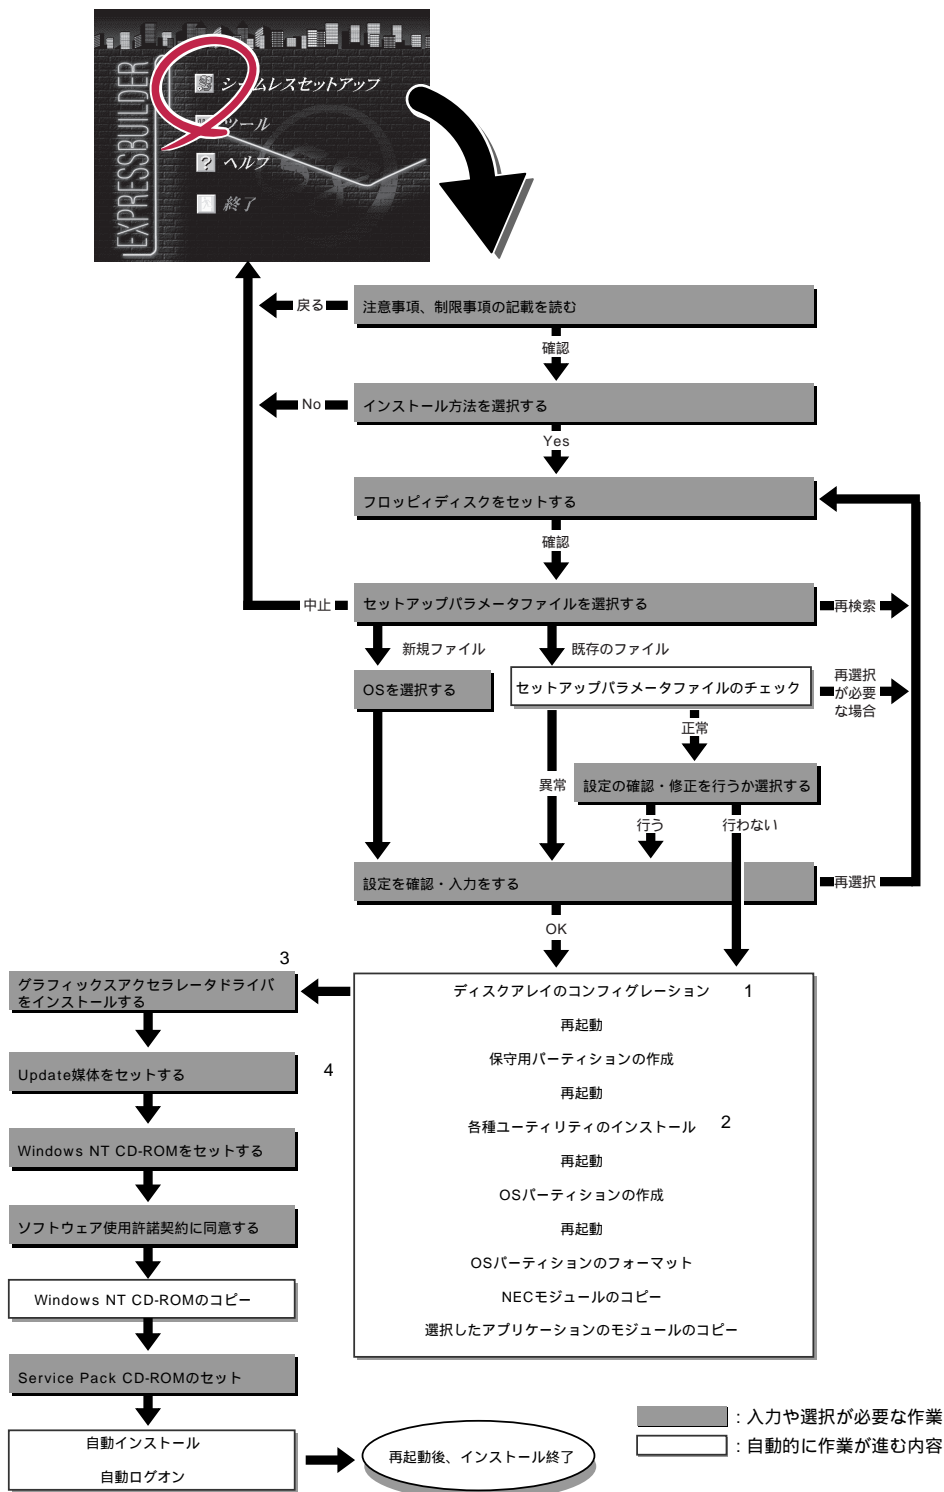 EXPRESSBUILDER
シームレスセットアップ
ツール
ヘルプ
終了
戻る
注意事項、制限事項の記載を読む
確認
No
インストール方法を選択する
Yes
フロッピィディスクをセットする
確認
中止
セットアップパラメータファイルを選択する
再検索
新規ファイル
既存のファイル
OSを選択する
セットアップパラメータファイルのチェック
再選択
が必要
な場合
正常
異常
設定の確認・修正を行うか選択する
行う
行わない
設定を確認・入力をする
再選択
OK
3
グラフィックスアクセラレータドライバ
をインストールする
ディスクアレイのコンフィグレーション 1
再起動
保守用パーティションの作成
Update媒体をセットする
4
再起動
各種ユーティリティのインストール 2
Windows NT CD-ROMをセットする
再起動
OSパーティションの作成
ソフトウェア使用許諾契約に同意する
再起動
OSパーティションのフォーマット
Windows NT CD-ROMのコピー
NECモジュールのコピー
選択したアプリケーションのモジュールのコピー
Service Pack CD-ROMのセット
自動インストール
自動ログオン
再起動後、インストール終了
：入力や選択が必要な作業
：自動的に作業が進む内容